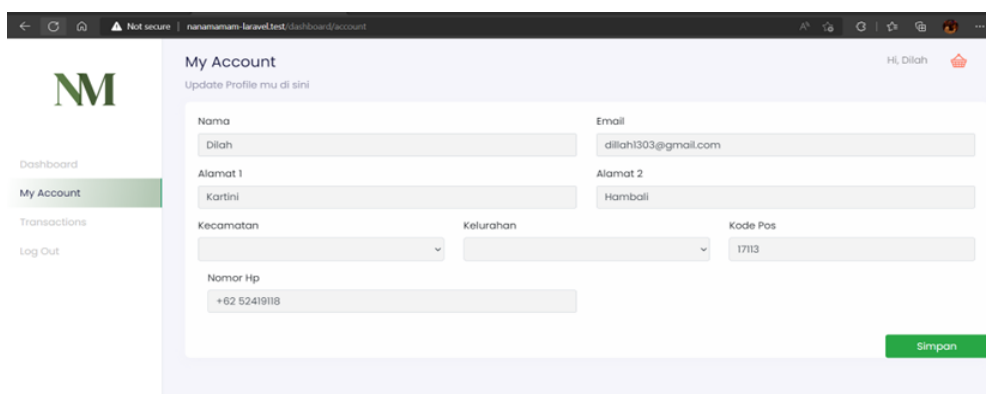 Not secure | nanamamam-laravel.test/dashboard/account
NM
My Account
Hi, Dilah
Update Profile mu di sini
Dashboard
My Account
Transactions
Log Out
Nama
Email
Dilah
dillah1303@gmail.com
Alamat 1
Alamat 2
Kartini
Hambali
Kecamatan
Kelurahan
Kode Pos
17113
Nomor Hp
+62 52419118
Simpan